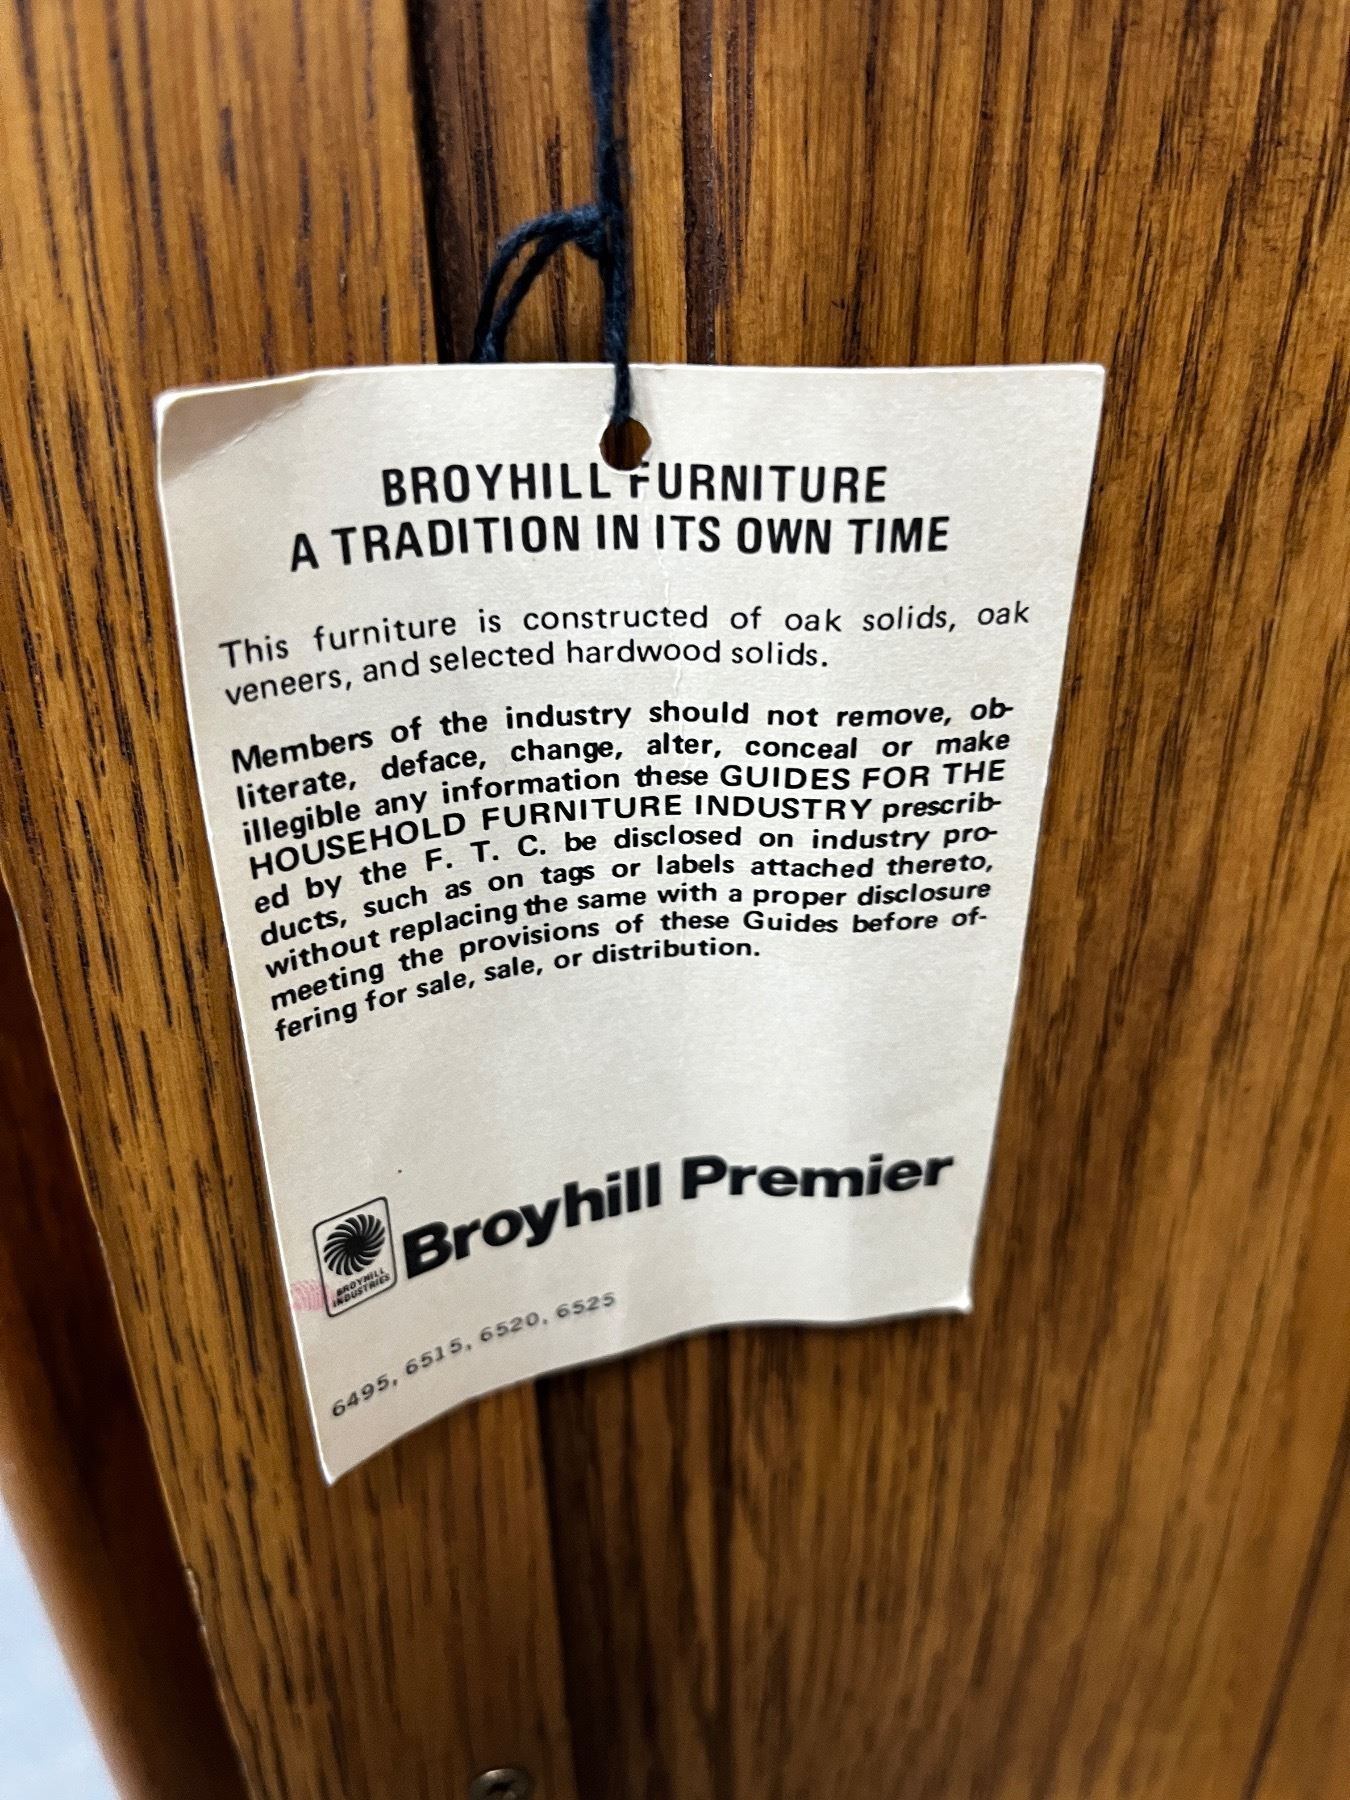 BROYHILL FURNITURE
A TRADITION IN ITS OWN TIME
This furniture is constructed of oak solids, oak
veneers, and selected hardwood solids.
Members of the industry should not remove, ob-
literate, deface, change, alter, conceal or make
illegible any information these GUIDES FOR THE
HOUSEHOLD FURNITURE INDUSTRY prescrib-
ed by the F. T. C. be disclosed on industry pro-
ducts, such as on tags or labels attached thereto,
without replacing the same with a proper disclosure
meeting the provisions of these Guides before of-
fering for sale, sale, or distribution.
Broyhill Premier
BROYHILL
INDUSTRIES
6495, 6515, 6520, 6525